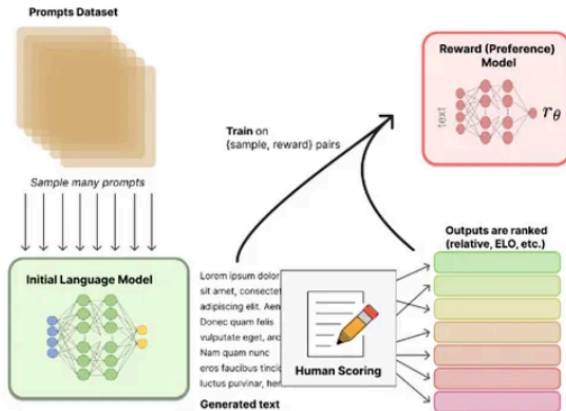 Prompts Dataset
Sample many prompts
Initial Language Model
Train on
{sample, reward} pairs
Reward (Preference)
Model
text
rθ
Outputs are ranked
(relative, ELO, etc.)
Lorem ipsum dolor
sit amet, consectet
adipiscing elit. Aen
Donec quam felis
vulputate eget, arc
Nam quam nunc
eros faucibus tincid
luctus pulvinar, her
Generated text
Human Scoring